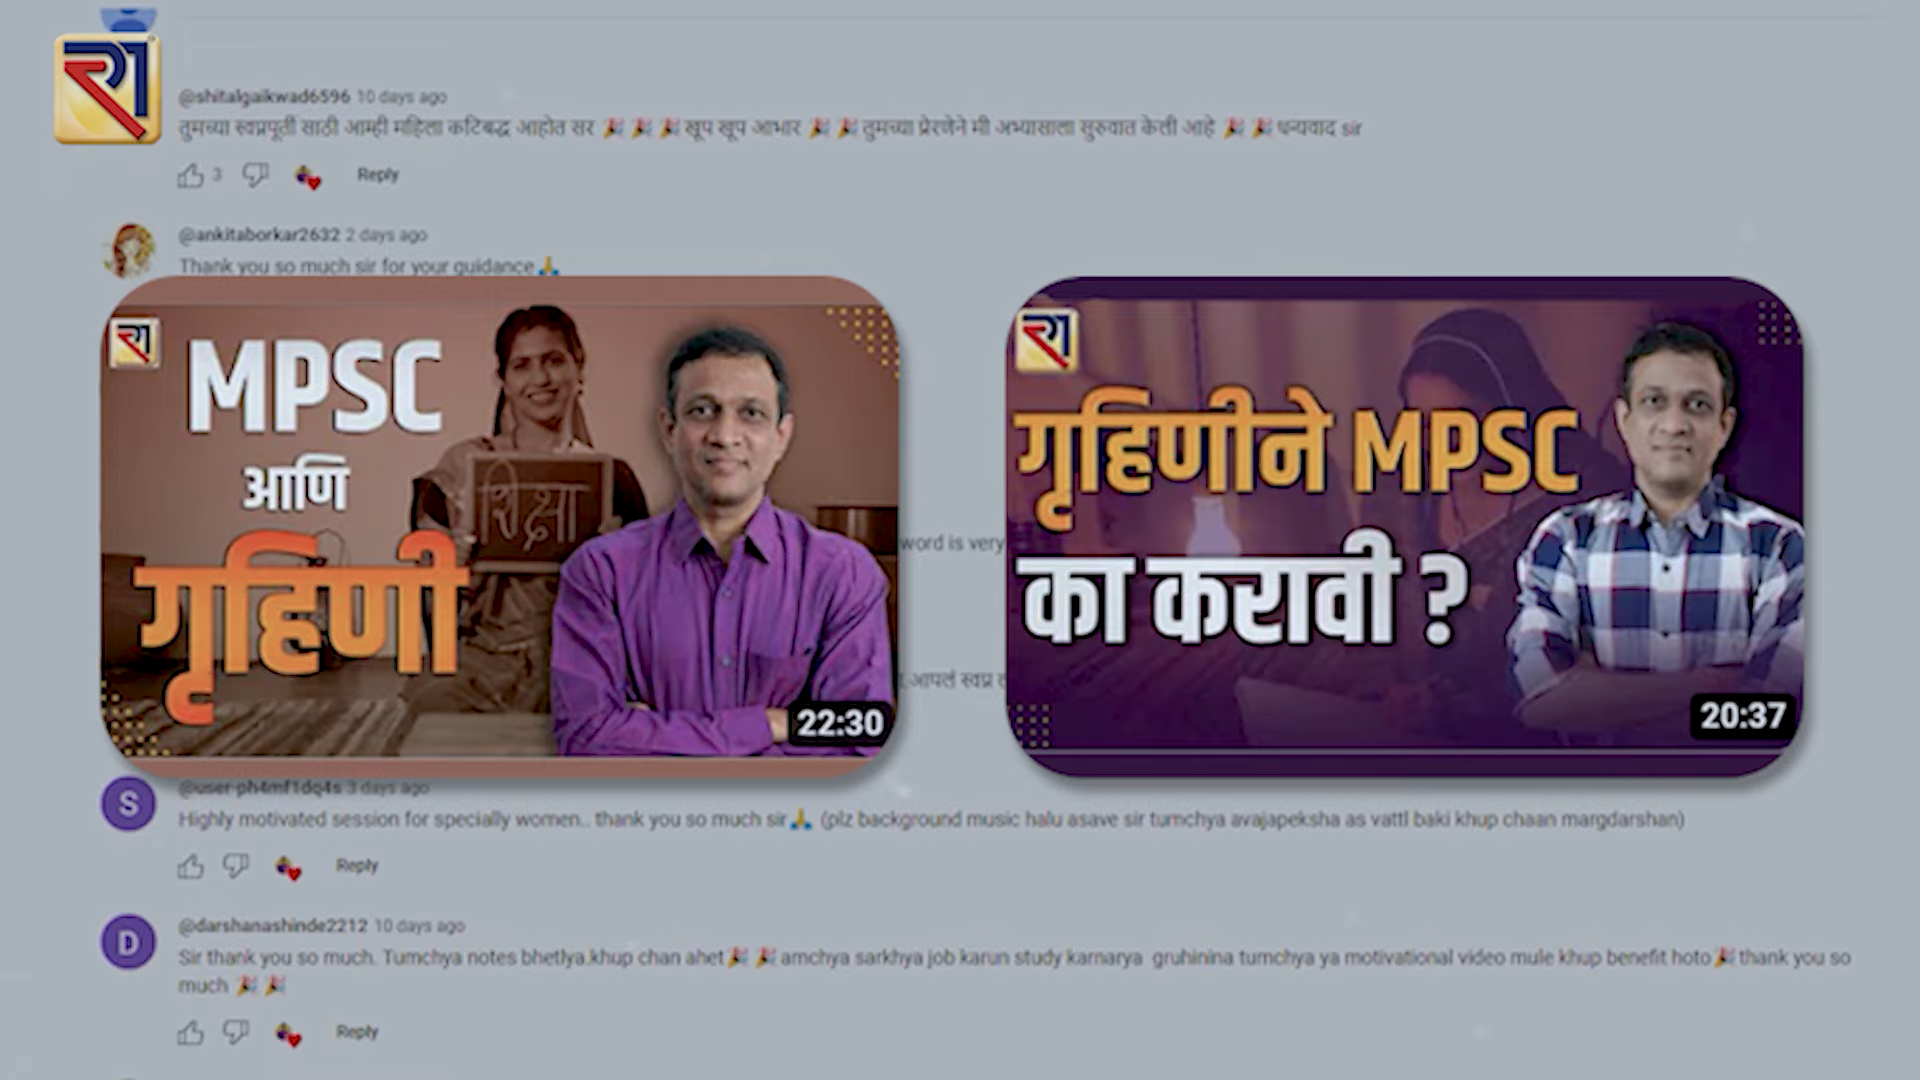 @shitalgaikwad6596 10 days ago
तुमच्या स्वप्नपूर्ती साठी आम्ही महिला कटिबद्ध आहोत सर 🎉 🎉 🎉 खूप खूप आभार 🎉 🎉 तुमच्या प्रेरणेने मी अभ्यासाला सुरुवात केली आहे 🎉 🎉 धन्यवाद sir
3 Reply
@ankitaborkar2632 2 days ago
Thank you so much sir for your guidance 🙏
MPSC
आणि
गृहिणी
शिक्षा
22:30
word is very
आपलं स्वप्न
गृहिणीने MPSC
का करावी ?
20:37
S
@user-ph4mf1dq4s 3 days ago
Highly motivated session for specially women.. thank you so much sir🙏 (plz background music halu asave sir tumchya avajapeksha as vattl baki khup chaan margdarshan)
Reply
D
@darshanashinde2212 10 days ago
Sir thank you so much. Tumchya notes bhetlya.khup chan ahet🎉 🎉 amchya sarkhya job karun study karnarya gruhinina tumchya ya motivational video mule khup benefit hoto🎉 thank you so
much 🎉 🎉
Reply